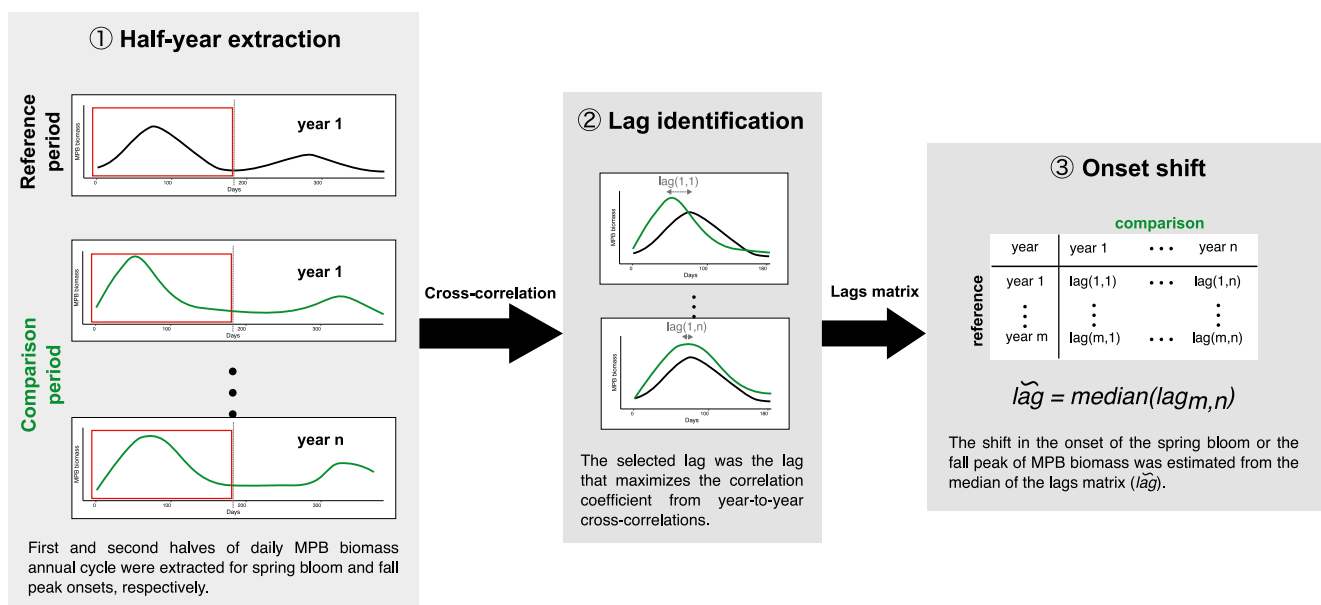 ① Half-year extraction
Reference
period
MPB biomass
year 1
0 100 200 300
Days
Comparison
period
MPB biomass
year 1
0 100 200 300
Days
MPB biomass
year n
0 100 200 300
Days
First and second halves of daily MPB biomass
annual cycle were extracted for spring bloom and fall
peak onsets, respectively.
Cross-correlation
② Lag identification
lag(1,1)
MPB biomass
0 100 180
Days
lag(1,n)
MPB biomass
0 100 180
Days
The selected lag was the lag
that maximizes the correlation
coefficient from year-to-year
cross-correlations.
Lags matrix
③ Onset shift
comparison
reference
year year 1 • • • year n
year 1 lag(1,1) • • • lag(1,n)
year m lag(m,1) • • • lag(m,n)
l͠ag = median(lagm,n)
The shift in the onset of the spring bloom or the
fall peak of MPB biomass was estimated from the
median of the lags matrix (l͠ag).